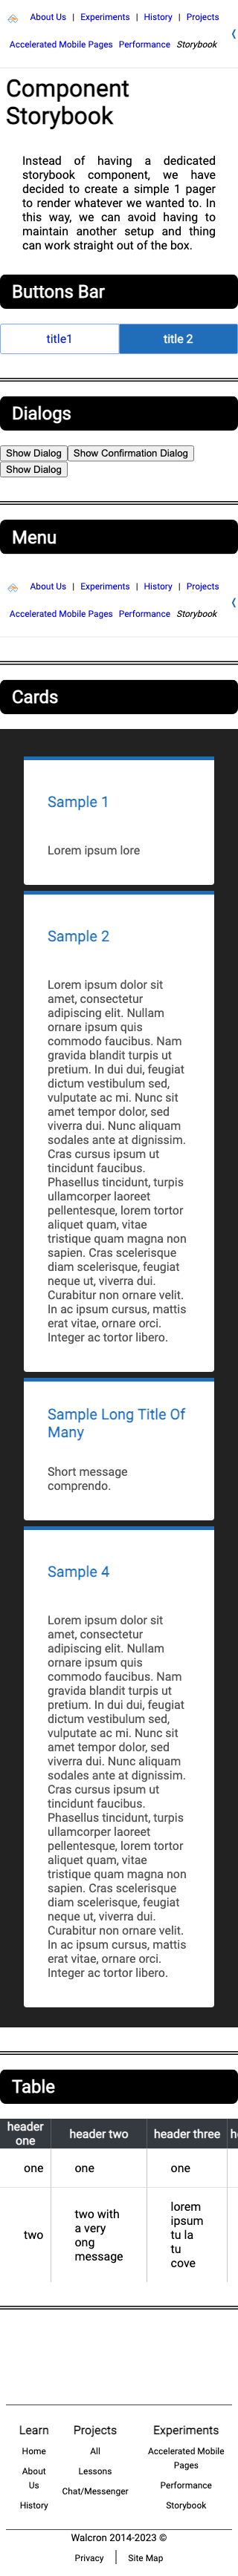 About Us | Experiments | History | Projects
Accelerated Mobile Pages Performance Storybook
Component
Storybook
Instead of having a dedicated
storybook component, we have
decided to create a simple 1 pager
to render whatever we wanted to. In
this way, we can avoid having to
maintain another setup and thing
can work straight out of the box.
Buttons Bar
title1 title 2
Dialogs
Show Dialog Show Confirmation Dialog
Show Dialog
Menu
About Us | Experiments | History | Projects
Accelerated Mobile Pages Performance Storybook
Cards
Sample 1
Lorem ipsum lore
Sample 2
Lorem ipsum dolor sit
amet, consectetur
adipiscing elit. Nullam
ornare ipsum quis
commodo faucibus. Nam
gravida blandit turpis ut
pretium. In dui dui, feugiat
dictum vestibulum sed,
vulputate ac mi. Nunc sit
amet tempor dolor, sed
viverra dui. Nunc aliquam
sodales ante at dignissim.
Cras cursus ipsum ut
tincidunt faucibus.
Phasellus tincidunt, turpis
ullamcorper laoreet
pellentesque, lorem tortor
aliquet quam, vitae
tristique quam magna non
sapien. Cras scelerisque
diam scelerisque, feugiat
neque ut, viverra dui.
Curabitur non ornare velit.
In ac ipsum cursus, mattis
erat vitae, ornare orci.
Integer ac tortor libero.
Sample Long Title Of
Many
Short message
comprendo.
Sample 4
Lorem ipsum dolor sit
amet, consectetur
adipiscing elit. Nullam
ornare ipsum quis
commodo faucibus. Nam
gravida blandit turpis ut
pretium. In dui dui, feugiat
dictum vestibulum sed,
vulputate ac mi. Nunc sit
amet tempor dolor, sed
viverra dui. Nunc aliquam
sodales ante at dignissim.
Cras cursus ipsum ut
tincidunt faucibus.
Phasellus tincidunt, turpis
ullamcorper laoreet
pellentesque, lorem tortor
aliquet quam, vitae
tristique quam magna non
sapien. Cras scelerisque
diam scelerisque, feugiat
neque ut, viverra dui.
Curabitur non ornare velit.
In ac ipsum cursus, mattis
erat vitae, ornare orci.
Integer ac tortor libero.
Table
header
one
header two
header three
one one one
two
two with
a very
ong
message
lorem
ipsum
tu la
tu
cove
Learn
Home
About
Us
History
Projects
All
Lessons
Chat/Messenger
Experiments
Accelerated Mobile
Pages
Performance
Storybook
Walcron 2014-2023 ©
Privacy | Site Map